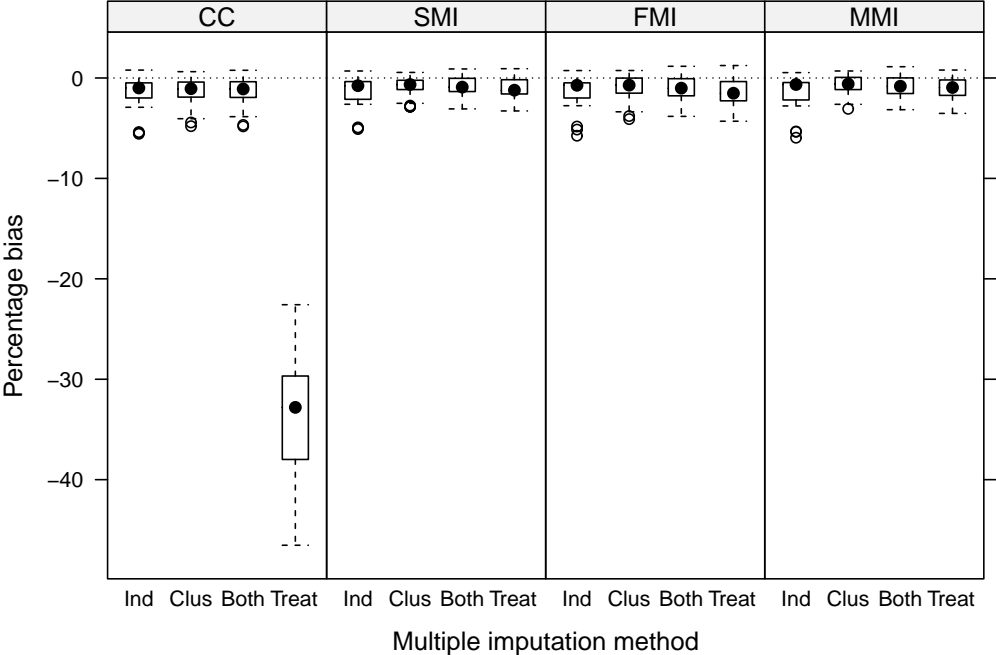 CC SMI FMI MMI
0
−10
−20
−30
−40
Percentage bias
Ind Clus Both Treat Ind Clus Both Treat Ind Clus Both Treat Ind Clus Both Treat
Multiple imputation method